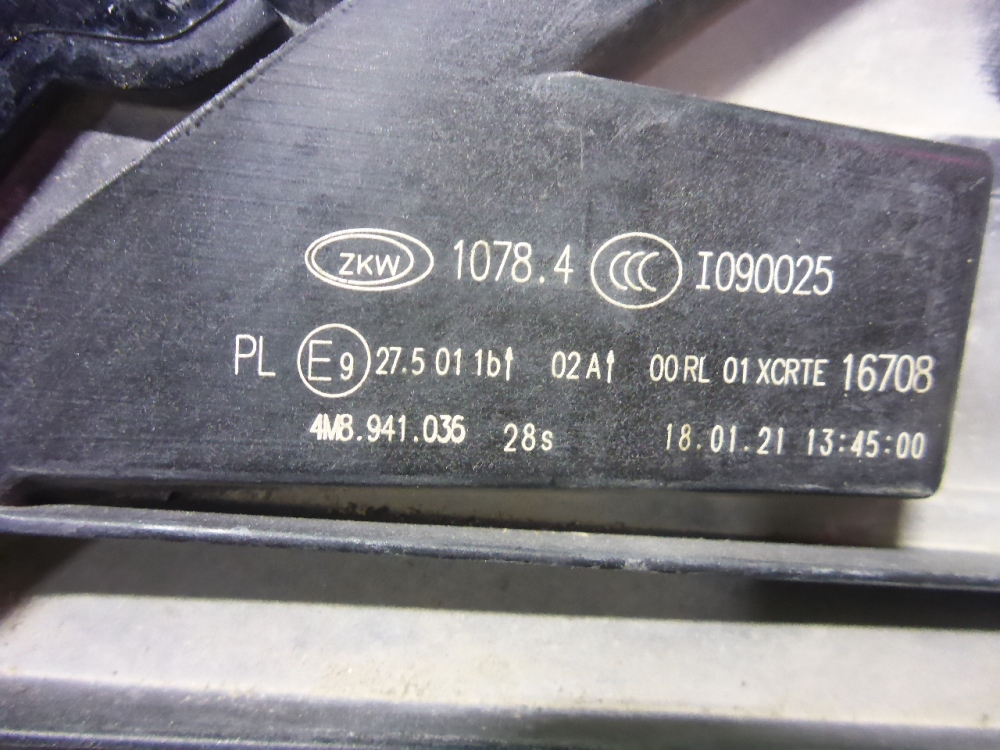 ZKW 1078.4 CCC I090025
PL E9 27.5 01 1b↑ 02A↑ 00RL 01XCRTE 16708
4M8.941.036 28s 18.01.21 13:45:00